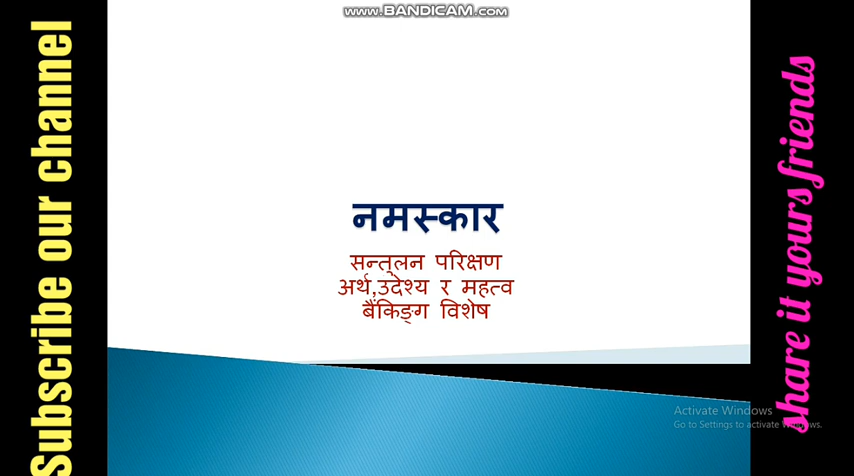 www.BANDICAM.com
Subscribe our channel
नमस्कार
सन्त्लन परिक्षण
अर्थ,उदेश्य र महत्व
बैंकिङ्ग विशेष
share it yours friends
Activate Windows
Go to Settings to activate Windows.